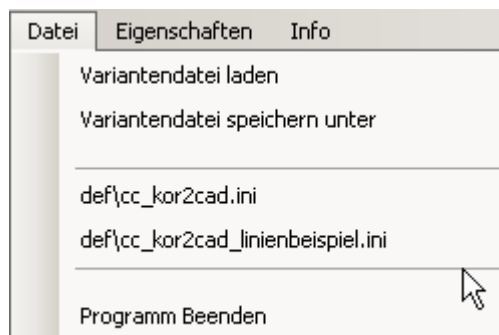 Datei Eigenschaften Info
Variantendatei laden
Variantendatei speichern unter
def\cc_kor2cad.ini
def\cc_kor2cad_linienbeispiel.ini
Programm Beenden